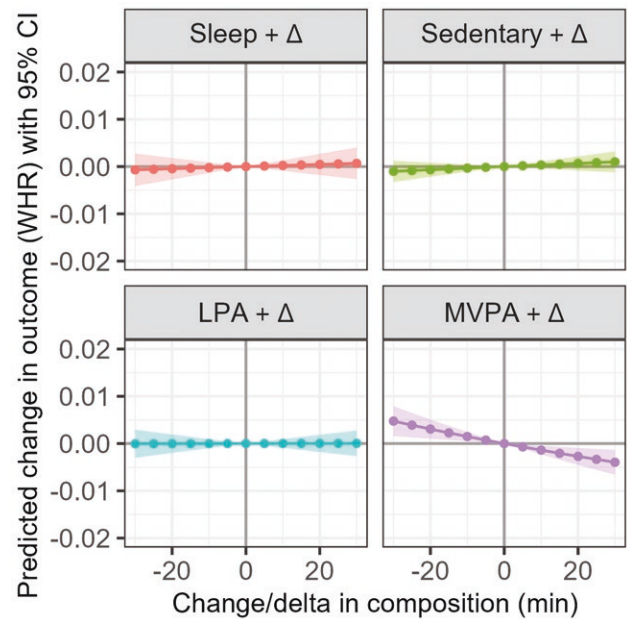 Predicted change in outcome (WHR) with 95% CI
Sleep + Δ
Sedentary + Δ
0.02
0.01
0.00
-0.01
-0.02
LPA + Δ
MVPA + Δ
0.02
0.01
0.00
-0.01
-0.02
-20 0 20
-20 0 20
Change/delta in composition (min)